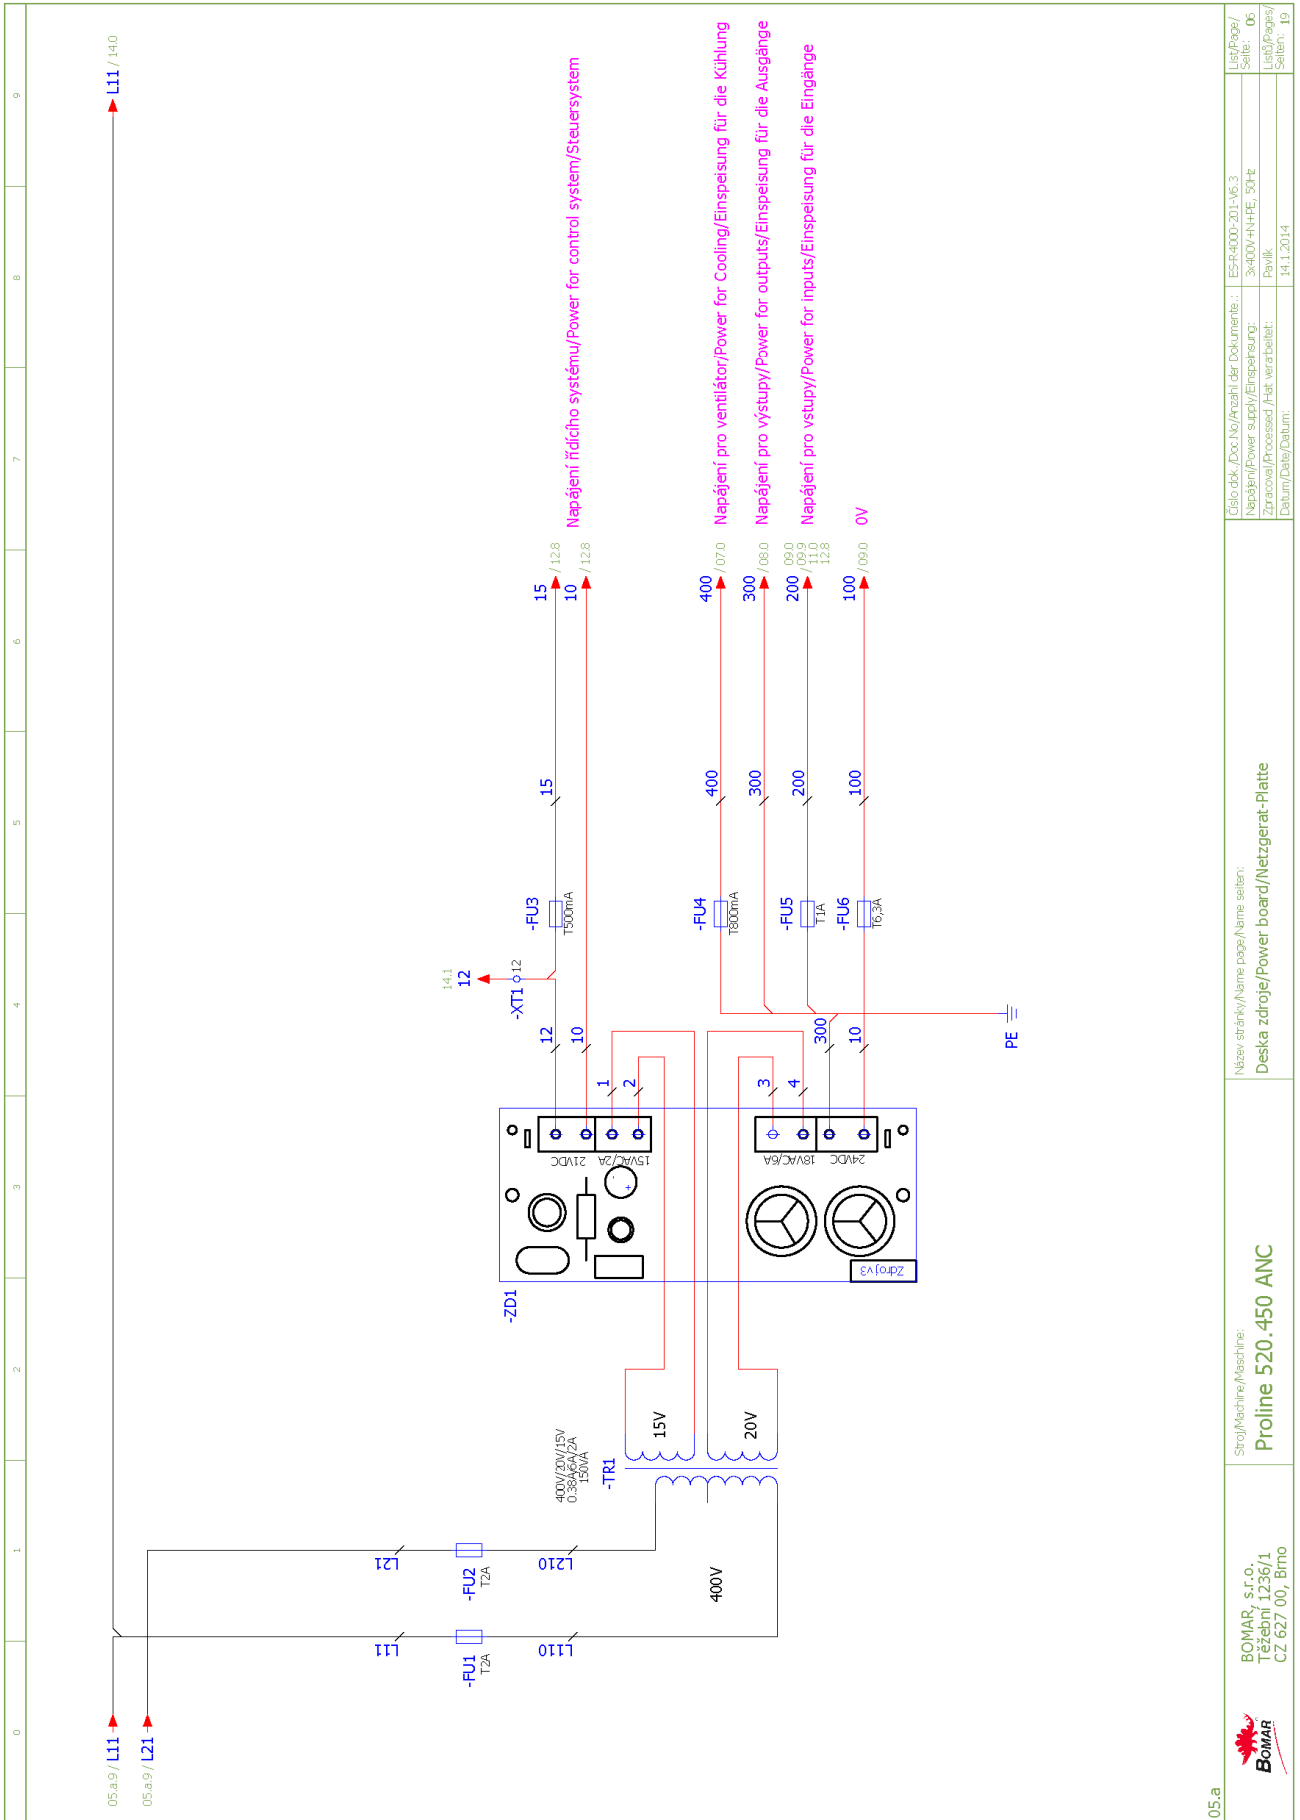 0 1 2 3 4 5 6 7 8 9
05.a.9 / L11
05.a.9 / L21
L11 / 14.0
L11
L21
-FU1
T2A
-FU2
T2A
L110
L210
400V
400V/20V/15V
0.38A/6A/2A
150VA
-TR1
15V
20V
-ZD1
21VDC
15VAC/2A
18VAC/6A
24VDC
Zdrojv3
-
+
12
10
1
2
3
4
300
10
14.1
12
-XT1
12
PE
-FU3
T500mA
-FU4
T800mA
-FU5
T1A
-FU6
T6,3A
15
400
300
200
100
15 / 12.8
10 / 12.8
Napájení řídícího systému/Power for control system/Steuersystem
400 / 07.0
Napájení pro ventilátor/Power for Cooling/Einspeisung für die Kühlung
300 / 08.0
Napájení pro výstupy/Power for outputs/Einspeisung für die Ausgänge
200
09.0
/ 09.9
11.0
12.8
Napájení pro vstupy/Power for inputs/Einspeisung für die Eingänge
100 / 09.0
0V
05.a
BOMAR
BOMAR, s.r.o.
Těžební 1236/1
CZ 627 00, Brno
Stroj/Machine/Maschine:
Proline 520.450 ANC
Název stránky/Name page/Name seiten:
Deska zdroje/Power board/Netzgerat-Platte
Číslo dok./Doc.No/Anzahl der Dokumente.: ES-R4000-201-V6.3
Napájení/Power supply/Einspeinsung: 3x400V+N+PE, 50Hz
Zpracoval/Processed /Hat verarbeitet: Pavlík
Datum/Date/Datum: 14.1.2014
List/Page/
Seite: 06
Listů/Pages/
Seiten: 19